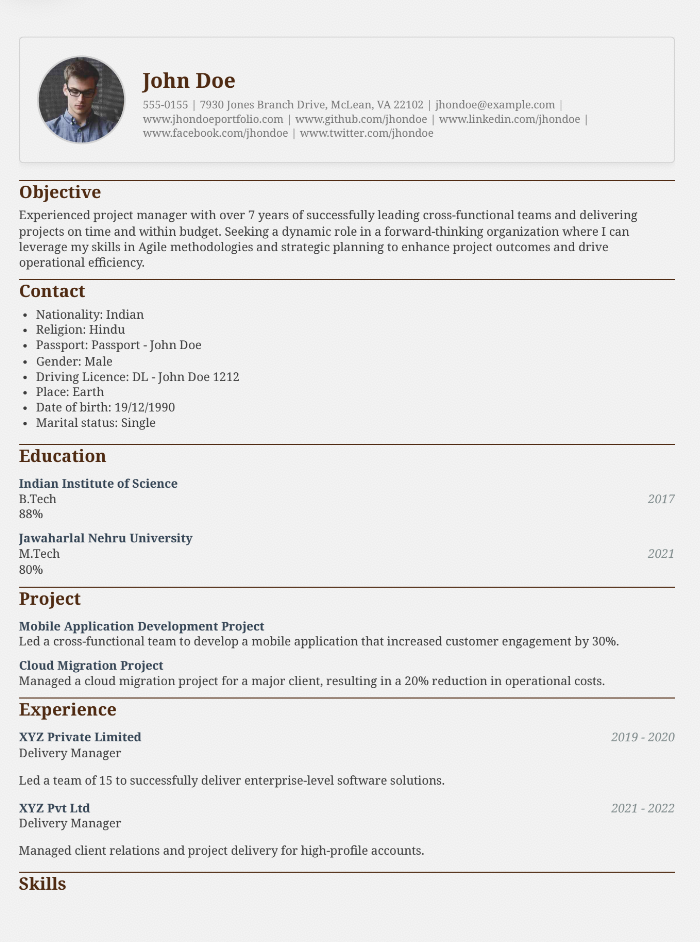 John Doe
555-0155 | 7930 Jones Branch Drive, McLean, VA 22102 | jhondoe@example.com |
www.jhondoeportfolio.com | www.github.com/jhondoe | www.linkedin.com/jhondoe |
www.facebook.com/jhondoe | www.twitter.com/jhondoe
Objective
Experienced project manager with over 7 years of successfully leading cross-functional teams and delivering
projects on time and within budget. Seeking a dynamic role in a forward-thinking organization where I can
leverage my skills in Agile methodologies and strategic planning to enhance project outcomes and drive
operational efficiency.
Contact
• Nationality: Indian
• Religion: Hindu
• Passport: Passport - John Doe
• Gender: Male
• Driving Licence: DL - John Doe 1212
• Place: Earth
• Date of birth: 19/12/1990
• Marital status: Single
Education
Indian Institute of Science
B.Tech 2017
88%
Jawaharlal Nehru University
M.Tech 2021
80%
Project
Mobile Application Development Project
Led a cross-functional team to develop a mobile application that increased customer engagement by 30%.
Cloud Migration Project
Managed a cloud migration project for a major client, resulting in a 20% reduction in operational costs.
Experience
XYZ Private Limited 2019 - 2020
Delivery Manager
Led a team of 15 to successfully deliver enterprise-level software solutions.
XYZ Pvt Ltd 2021 - 2022
Delivery Manager
Managed client relations and project delivery for high-profile accounts.
Skills